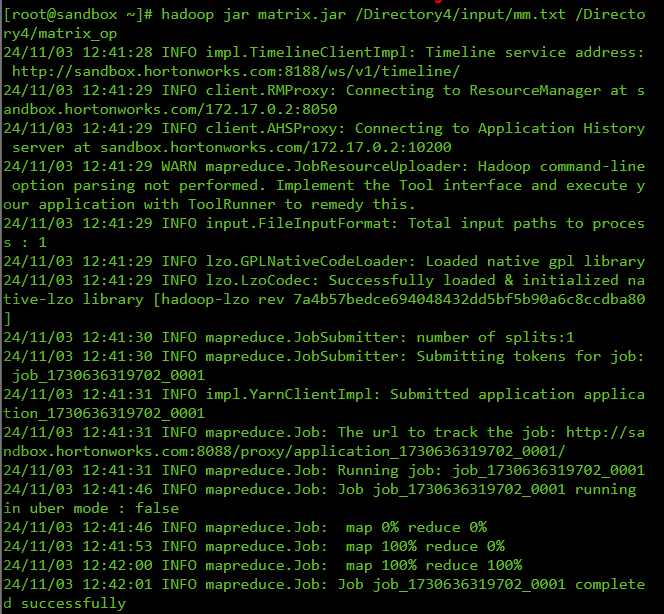 [root@sandbox ~]# hadoop jar matrix.jar /Directory4/input/mm.txt /Directo
ry4/matrix_op
24/11/03 12:41:28 INFO impl.TimelineClientImpl: Timeline service address:
 http://sandbox.hortonworks.com:8188/ws/v1/timeline/
24/11/03 12:41:29 INFO client.RMProxy: Connecting to ResourceManager at s
andbox.hortonworks.com/172.17.0.2:8050
24/11/03 12:41:29 INFO client.AHSProxy: Connecting to Application History
 server at sandbox.hortonworks.com/172.17.0.2:10200
24/11/03 12:41:29 WARN mapreduce.JobResourceUploader: Hadoop command-line
 option parsing not performed. Implement the Tool interface and execute y
our application with ToolRunner to remedy this.
24/11/03 12:41:29 INFO input.FileInputFormat: Total input paths to proces
s : 1
24/11/03 12:41:29 INFO lzo.GPLNativeCodeLoader: Loaded native gpl library
24/11/03 12:41:29 INFO lzo.LzoCodec: Successfully loaded & initialized na
tive-lzo library [hadoop-lzo rev 7a4b57bedce694048432dd5bf5b90a6c8ccdba80
]
24/11/03 12:41:30 INFO mapreduce.JobSubmitter: number of splits:1
24/11/03 12:41:30 INFO mapreduce.JobSubmitter: Submitting tokens for job:
 job_1730636319702_0001
24/11/03 12:41:31 INFO impl.YarnClientImpl: Submitted application applica
tion_1730636319702_0001
24/11/03 12:41:31 INFO mapreduce.Job: The url to track the job: http://sa
ndbox.hortonworks.com:8088/proxy/application_1730636319702_0001/
24/11/03 12:41:31 INFO mapreduce.Job: Running job: job_1730636319702_0001
24/11/03 12:41:46 INFO mapreduce.Job: Job job_1730636319702_0001 running
in uber mode : false
24/11/03 12:41:46 INFO mapreduce.Job:  map 0% reduce 0%
24/11/03 12:41:53 INFO mapreduce.Job:  map 100% reduce 0%
24/11/03 12:42:00 INFO mapreduce.Job:  map 100% reduce 100%
24/11/03 12:42:01 INFO mapreduce.Job: Job job_1730636319702_0001 complete
d successfully